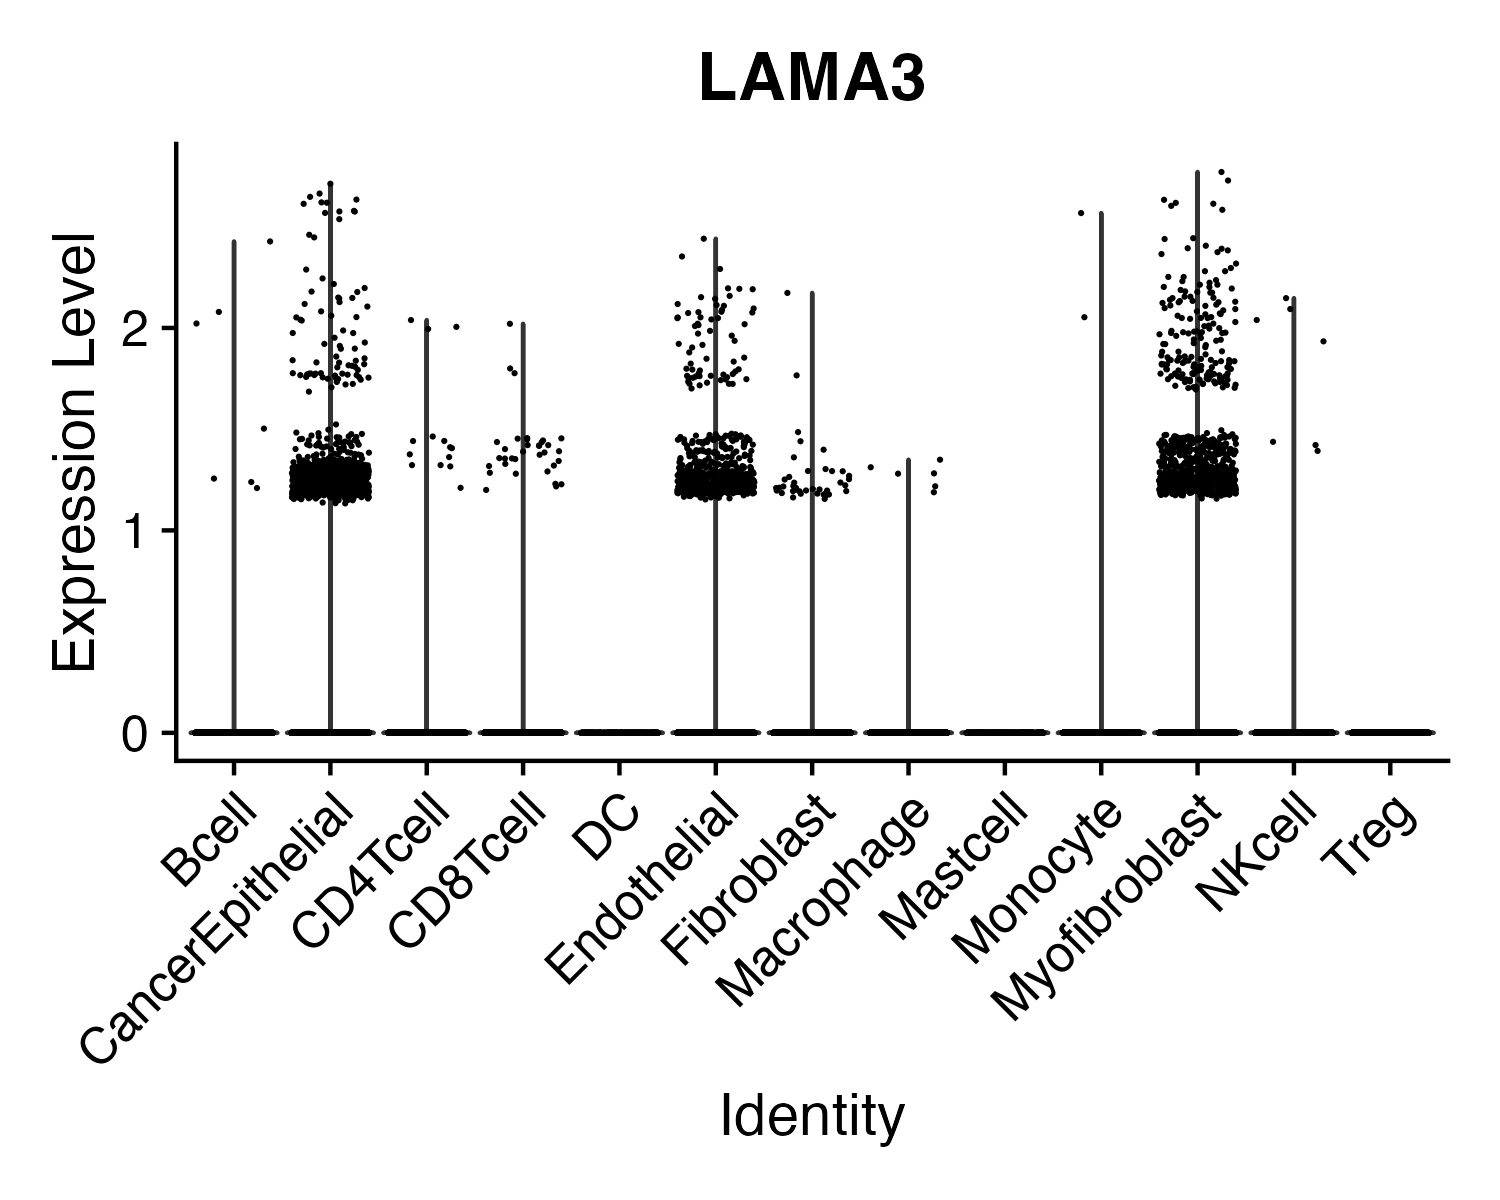 LAMA3
Expression Level
2
1
0
Bcell
CancerEpithelial
CD4Tcell
CD8Tcell
DC
Endothelial
Fibroblast
Macrophage
Mastcell
Monocyte
Myofibroblast
NKcell
Treg
Identity